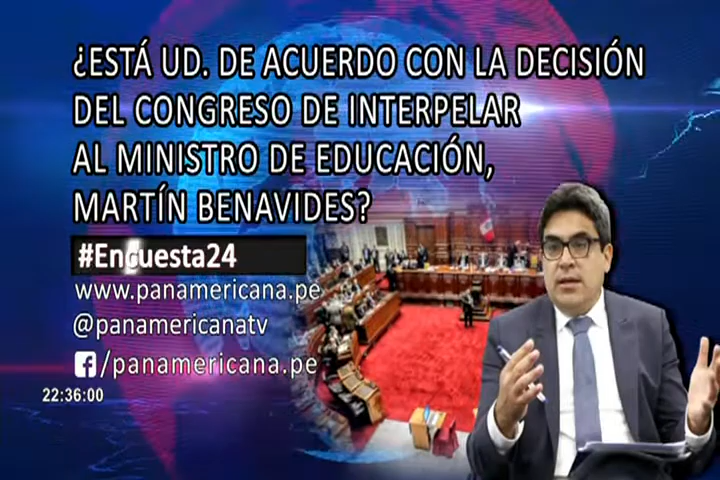 ¿ESTÁ UD. DE ACUERDO CON LA DECISIÓN
DEL CONGRESO DE INTERPELAR
AL MINISTRO DE EDUCACIÓN,
MARTÍN BENAVIDES?
#Encuesta24
www.panamericana.pe
@panamericanatv
f/panamericana.pe
22:36:00